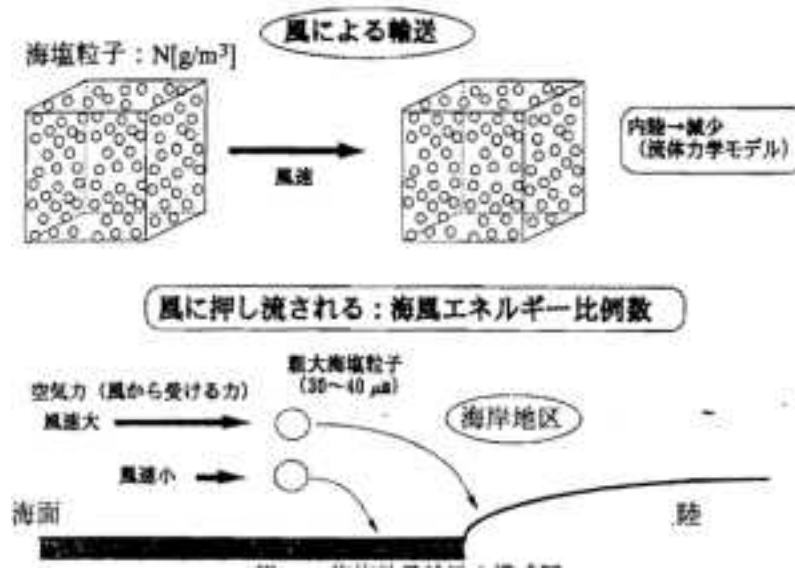 風による輸送
海塩粒子：N[g/m³]
風速
内陸→減少
（流体力学モデル）
風に押し流される：海風エネルギー比例数
粗大海塩粒子
（30～40 μm）
空気力（風から受ける力）
風速大
海岸地区
風速小
海面
陸